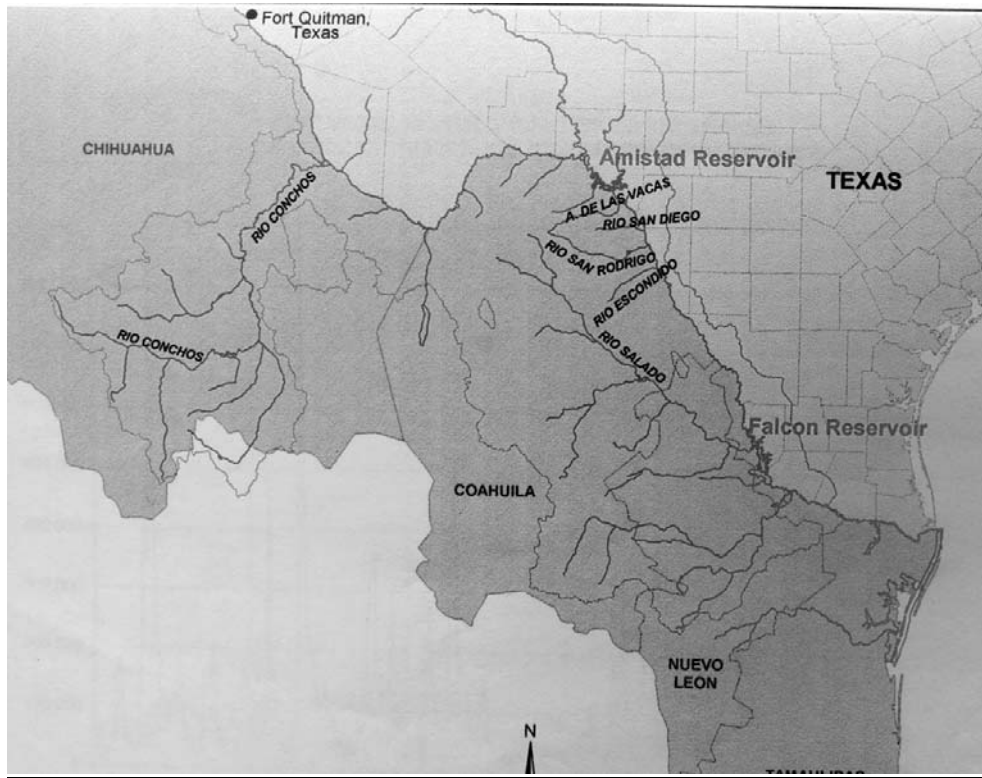 Fort Quitman,
Texas
CHIHUAHUA
RIO CONCHOS
Amistad Reservoir
TEXAS
A. DE LAS VACAS
RIO SAN DIEGO
RIO SAN RODRIGO
RIO ESCONDIDO
RIO CONCHOS
RIO SALADO
Falcon Reservoir
COAHUILA
NUEVO
LEON
N
TAMAULIPAS